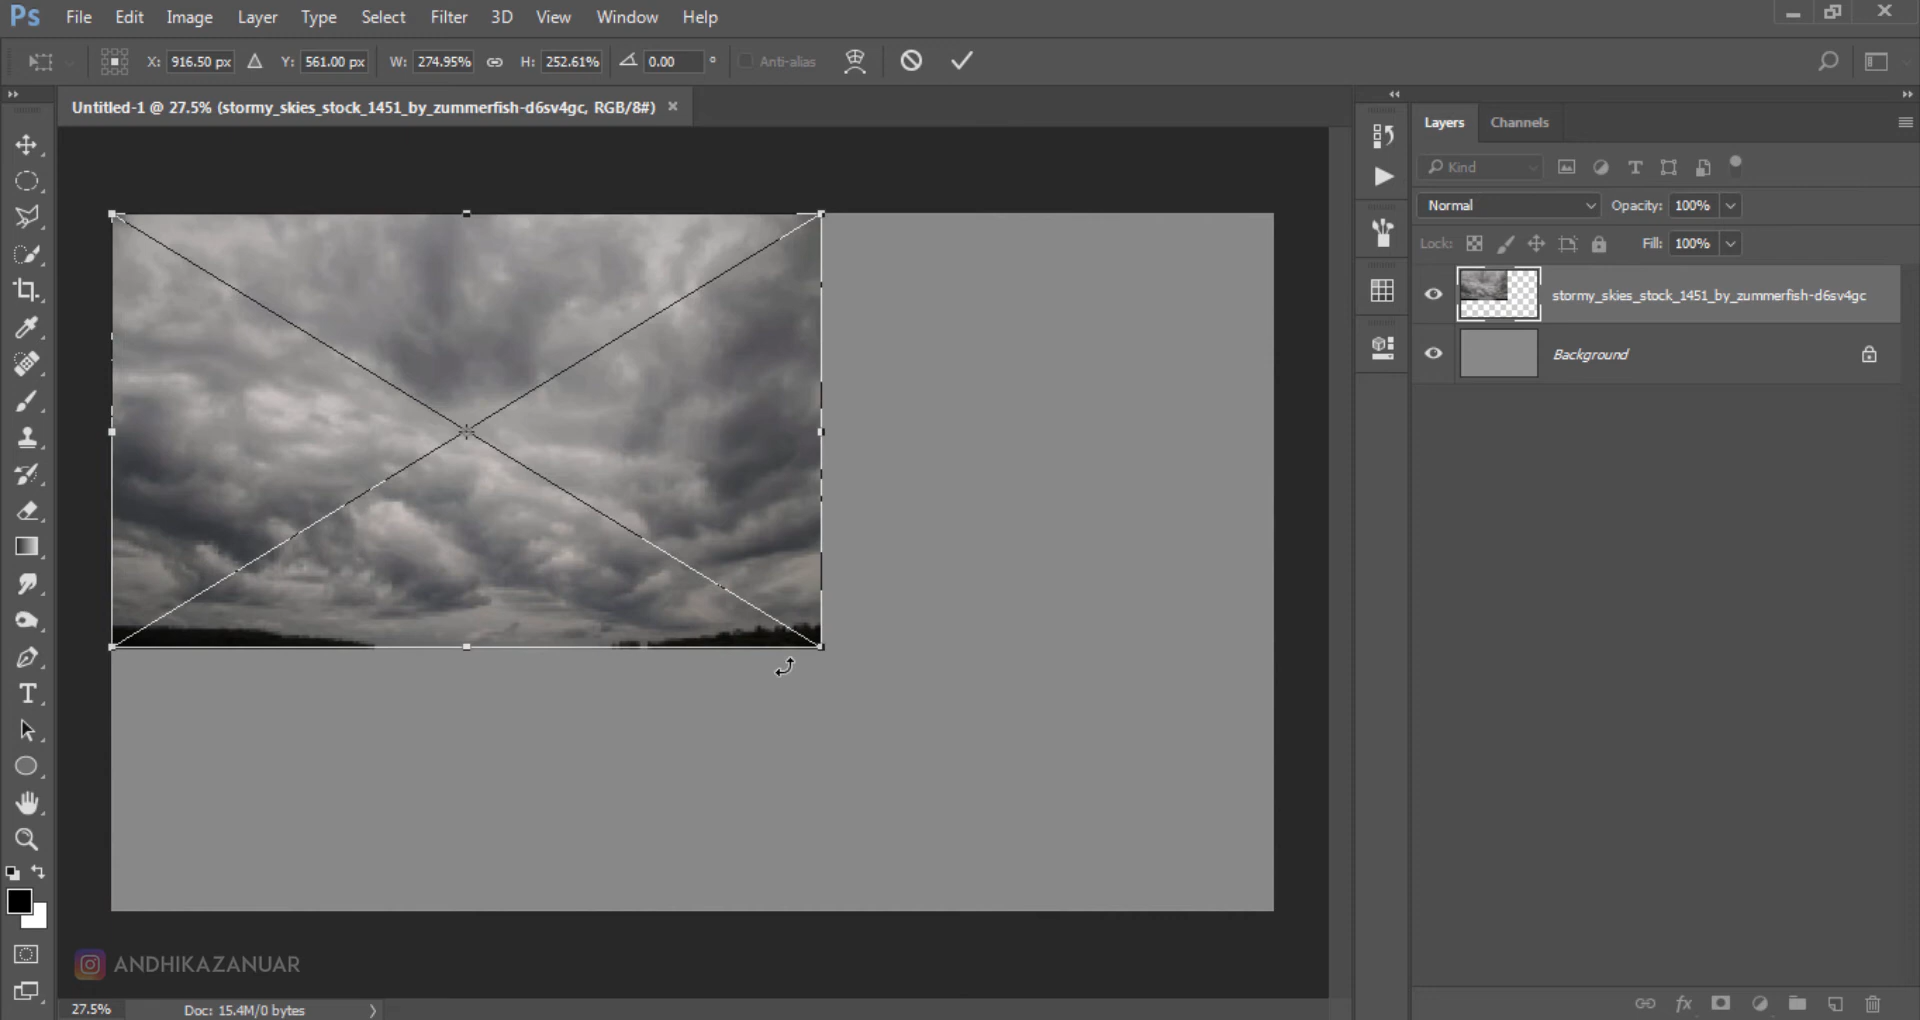 Ps File Edit Image Layer Type Select Filter 3D View Window Help
X: 916.50 px Y: 561.00 px W: 274.95% H: 252.61% 0.00 ° Anti-alias
Untitled-1 @ 27.5% (stormy_skies_stock_1451_by_zummerfish-d6sv4gc, RGB/8#) ×
Layers Channels
Kind
Normal Opacity: 100%
Lock: Fill: 100%
stormy_skies_stock_1451_by_zummerfish-d6sv4gc
Background
T
ANDHIKAZANUAR
27.5% Doc: 15.4M/0 bytes
fx